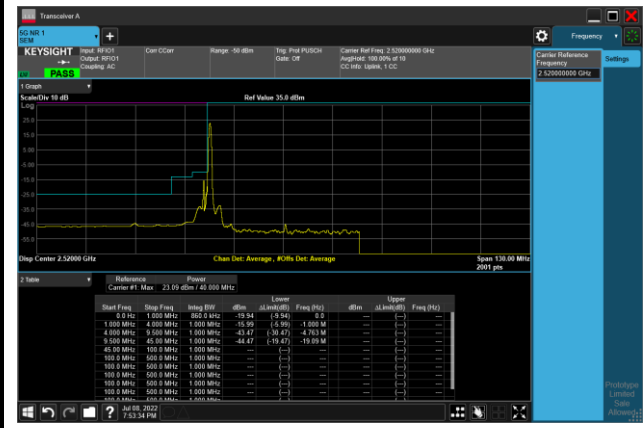 Transceiver A
5G NR 1
SEM
Frequency
KEYSIGHT
Input: RFIO1
Output: RFIO1
Coupling: AC
Corr CCorr
Range: -50 dBm
Trig: Prot PUSCH
Gate: Off
Carrier Ref Freq: 2.520000000 GHz
Avg|Hold: 100.00% of 10
CC Info: Uplink, 1 CC
PASS
Carrier Reference
Frequency
2.520000000 GHz
Settings
1 Graph
Scale/Div 10 dB
Ref Value 35.0 dBm
Log
25.0
15.0
5.00
-5.00
-15.0
-25.0
-35.0
-45.0
-55.0
Disp Center 2.52000 GHz
Chan Det: Average , #Offs Det: Average
Span 130.00 MHz
2001 pts
2 Table
Reference Power
Carrier #1 Max 23.09 dBm / 40.000 MHz
Lower Upper
Start Freq Stop Freq Integ BW dBm ΔLimit(dB) Freq (Hz) dBm ΔLimit(dB) Freq (Hz)
0.0 Hz 1.000 MHz 860.0 kHz -19.94 (-9.94) 0.0 --- (---) ---
1.000 MHz 4.000 MHz 1.000 MHz -15.99 (-5.99) -1.000 M --- (---) ---
4.000 MHz 9.500 MHz 1.000 MHz -43.47 (-30.47) -4.763 M --- (---) ---
9.500 MHz 45.00 MHz 1.000 MHz -44.47 (-19.47) -19.09 M --- (---) ---
45.00 MHz 100.0 MHz 1.000 MHz --- (---) --- --- (---) ---
100.0 MHz 500.0 MHz 1.000 MHz --- (---) --- --- (---) ---
100.0 MHz 500.0 MHz 1.000 MHz --- (---) --- --- (---) ---
100.0 MHz 500.0 MHz 1.000 MHz --- (---) --- --- (---) ---
100.0 MHz 500.0 MHz 1.000 MHz --- (---) --- --- (---) ---
Jul 08, 2022
7:53:34 PM
Prototype
Limited
Sale
Allowed